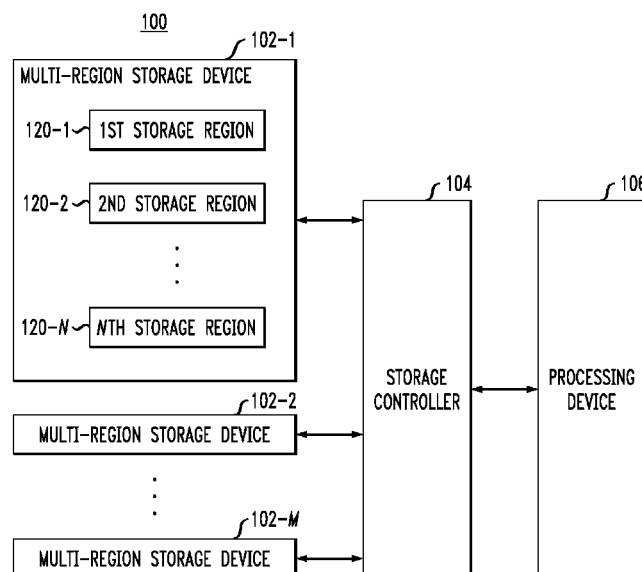 100
102-1
MULTI-REGION STORAGE DEVICE
120-1 1ST STORAGE REGION
120-2 2ND STORAGE REGION
120-N NTH STORAGE REGION
104
106
STORAGE
CONTROLLER
PROCESSING
DEVICE
102-2
MULTI-REGION STORAGE DEVICE
102-M
MULTI-REGION STORAGE DEVICE